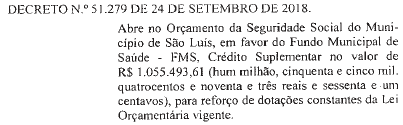 DECRETO N.º 51.279 DE 24 DE SETEMBRO DE 2018.
Abre no Orçamento da Seguridade Social do Muni-
cípio de São Luís, em favor do Fundo Municipal de
Saúde - FMS, Crédito Suplementar no valor de
R$ 1.055.493,61 (hum milhão, cinquenta e cinco mil,
quatrocentos e noventa e três reais e sessenta e um
centavos), para reforço de dotações constantes da Lei
Orçamentária vigente.